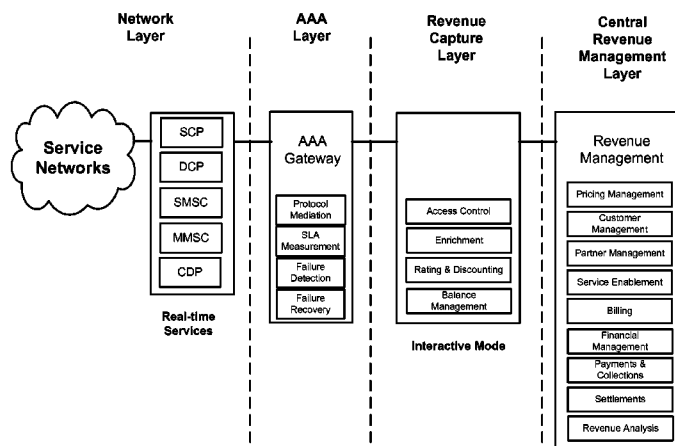 Network
Layer
AAA
Layer
Revenue
Capture
Layer
Central
Revenue
Management
Layer
Service
Networks
SCP
DCP
SMSC
MMSC
CDP
Real-time
Services
AAA
Gateway
Protocol
Mediation
SLA
Measurement
Failure
Detection
Failure
Recovery
Access Control
Enrichment
Rating & Discounting
Balance
Management
Interactive Mode
Revenue
Management
Pricing Management
Customer
Management
Partner Management
Service Enablement
Billing
Financial
Management
Payments &
Collections
Settlements
Revenue Analysis